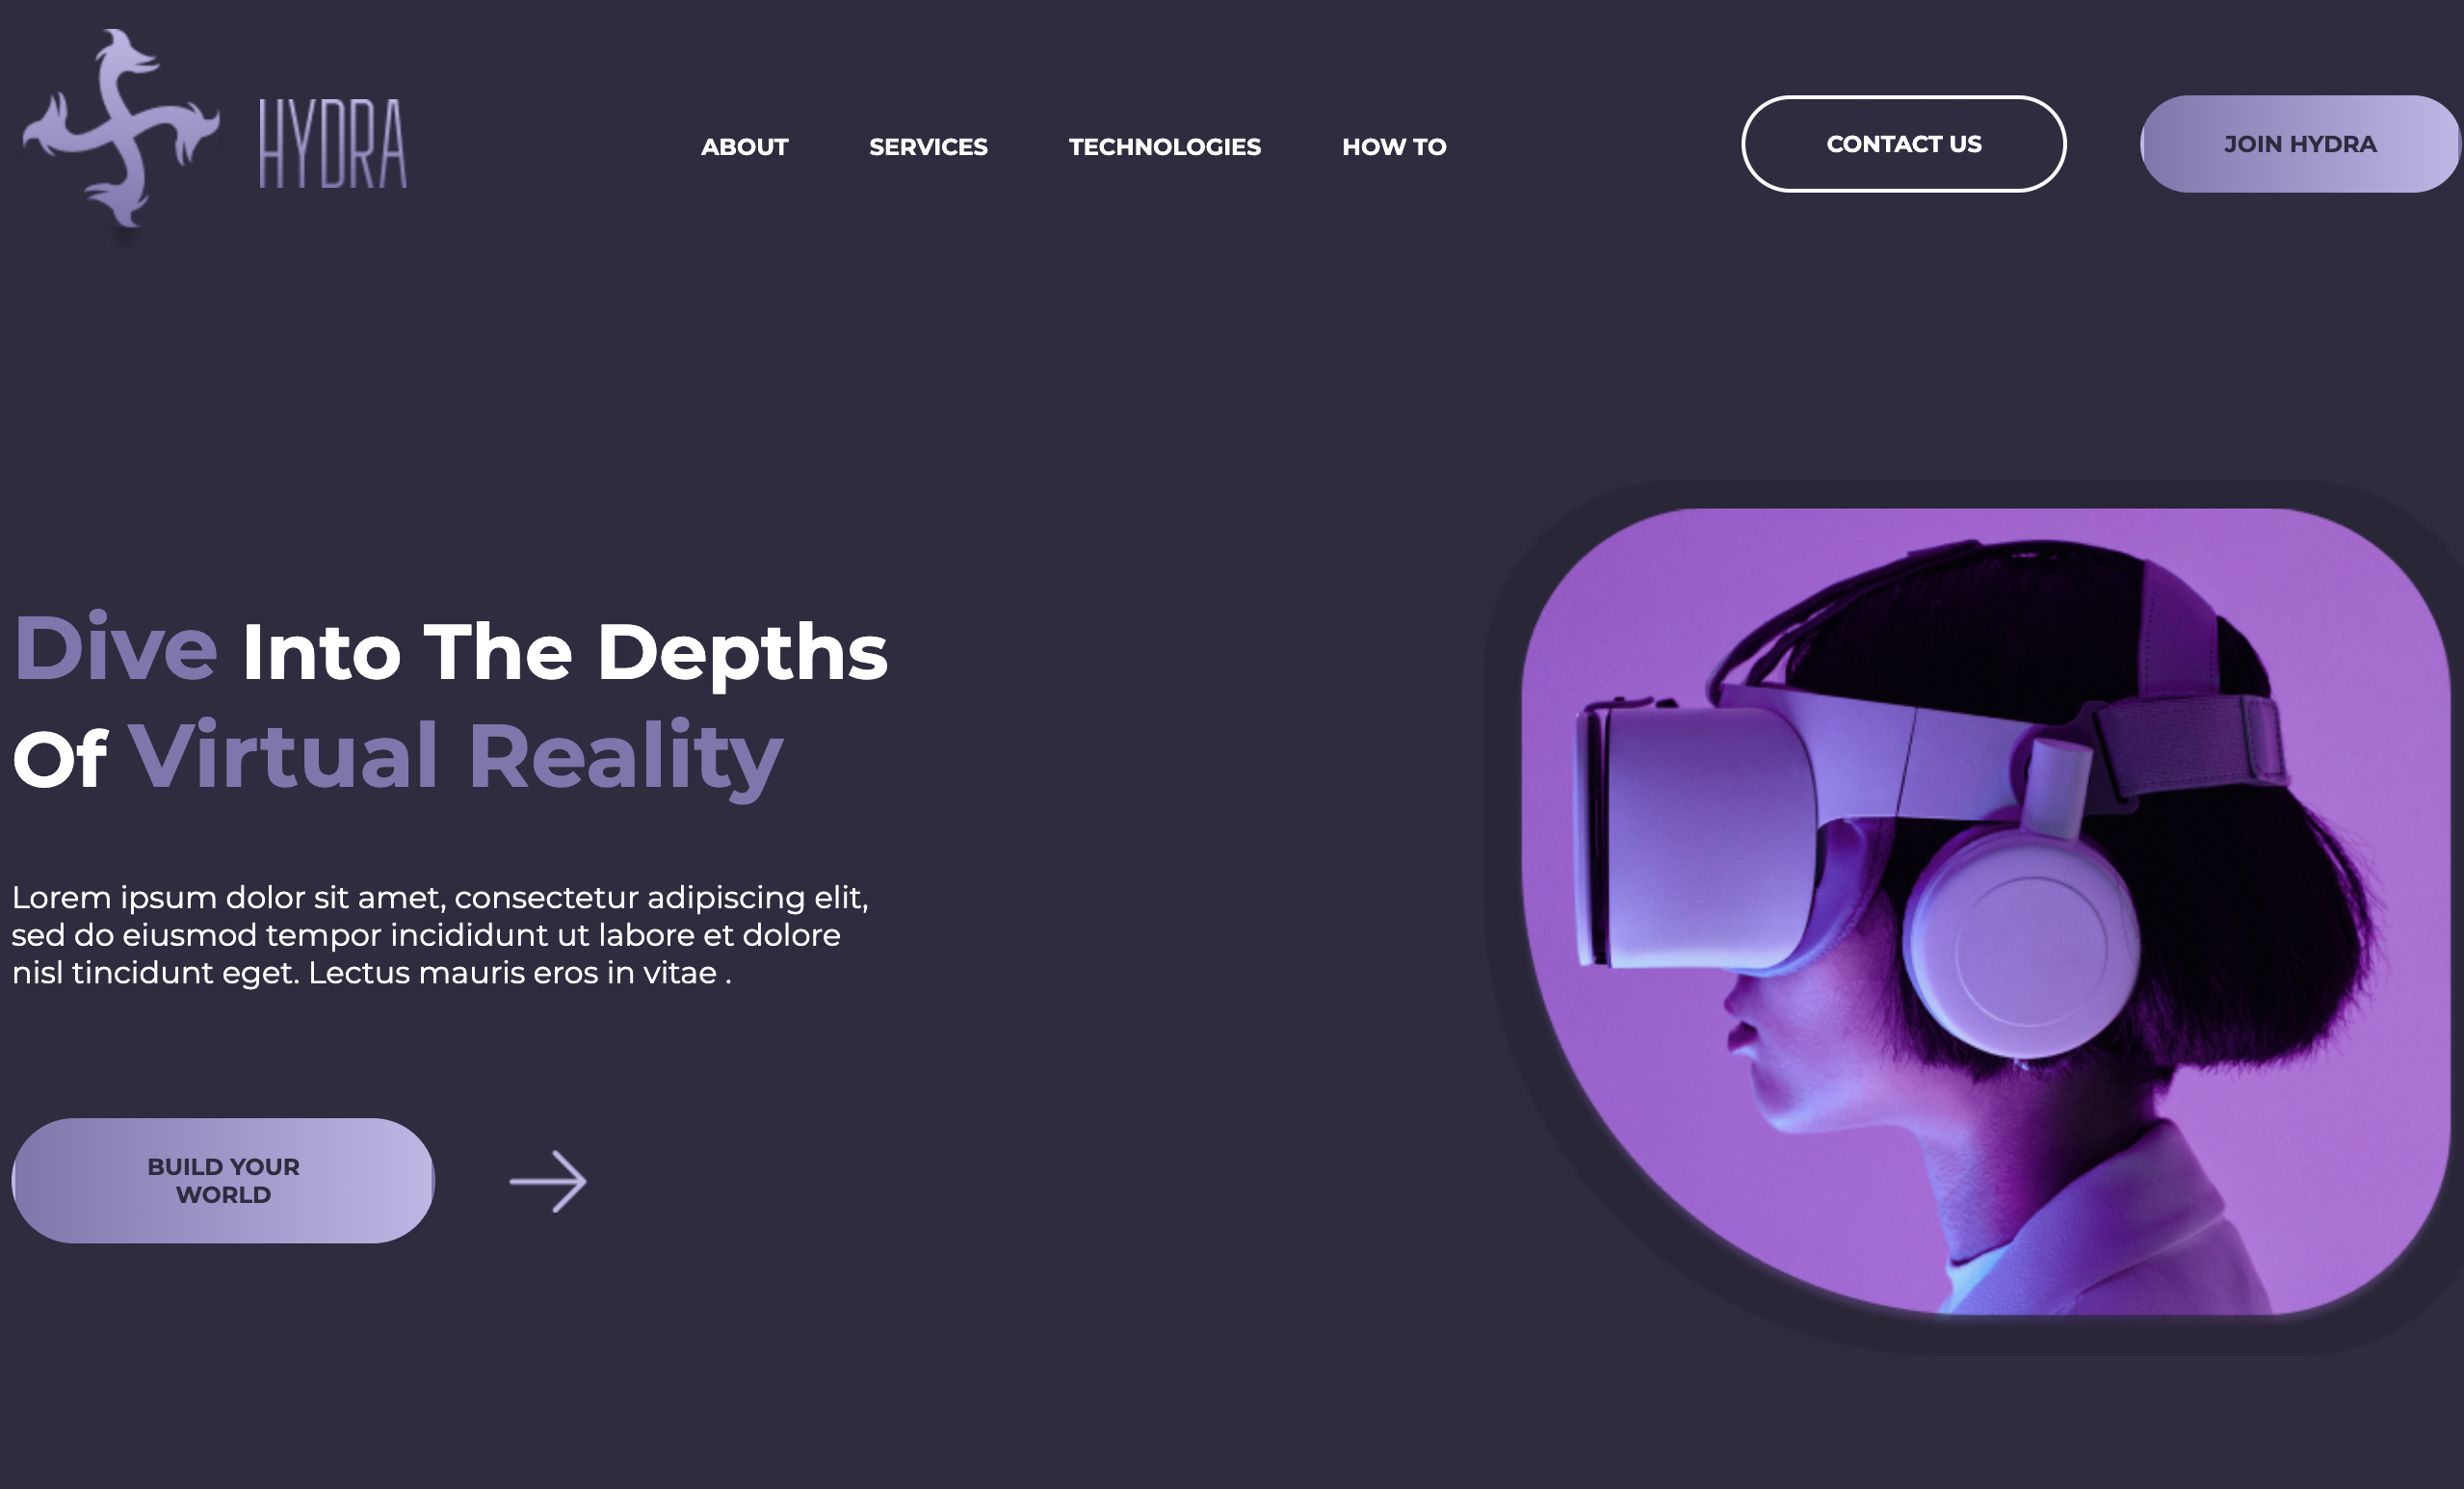 HYDRA
ABOUT
SERVICES
TECHNOLOGIES
HOW TO
CONTACT US
JOIN HYDRA
Dive Into The Depths
Of Virtual Reality
Lorem ipsum dolor sit amet, consectetur adipiscing elit,
sed do eiusmod tempor incididunt ut labore et dolore
nisl tincidunt eget. Lectus mauris eros in vitae .
BUILD YOUR
WORLD